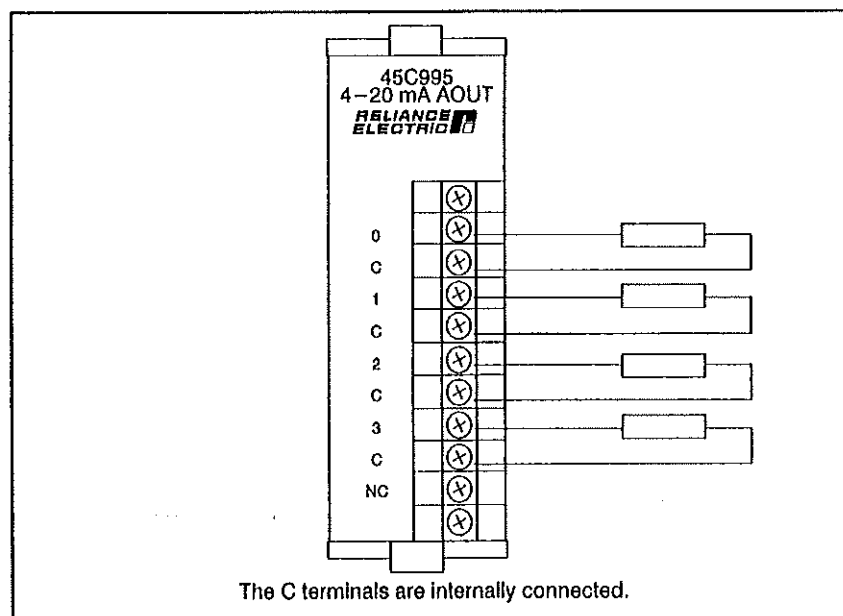 45C995
4-20 mA AOUT
RELIANCE
ELECTRIC
0
C
1
C
2
C
3
C
NC
The C terminals are internally connected.